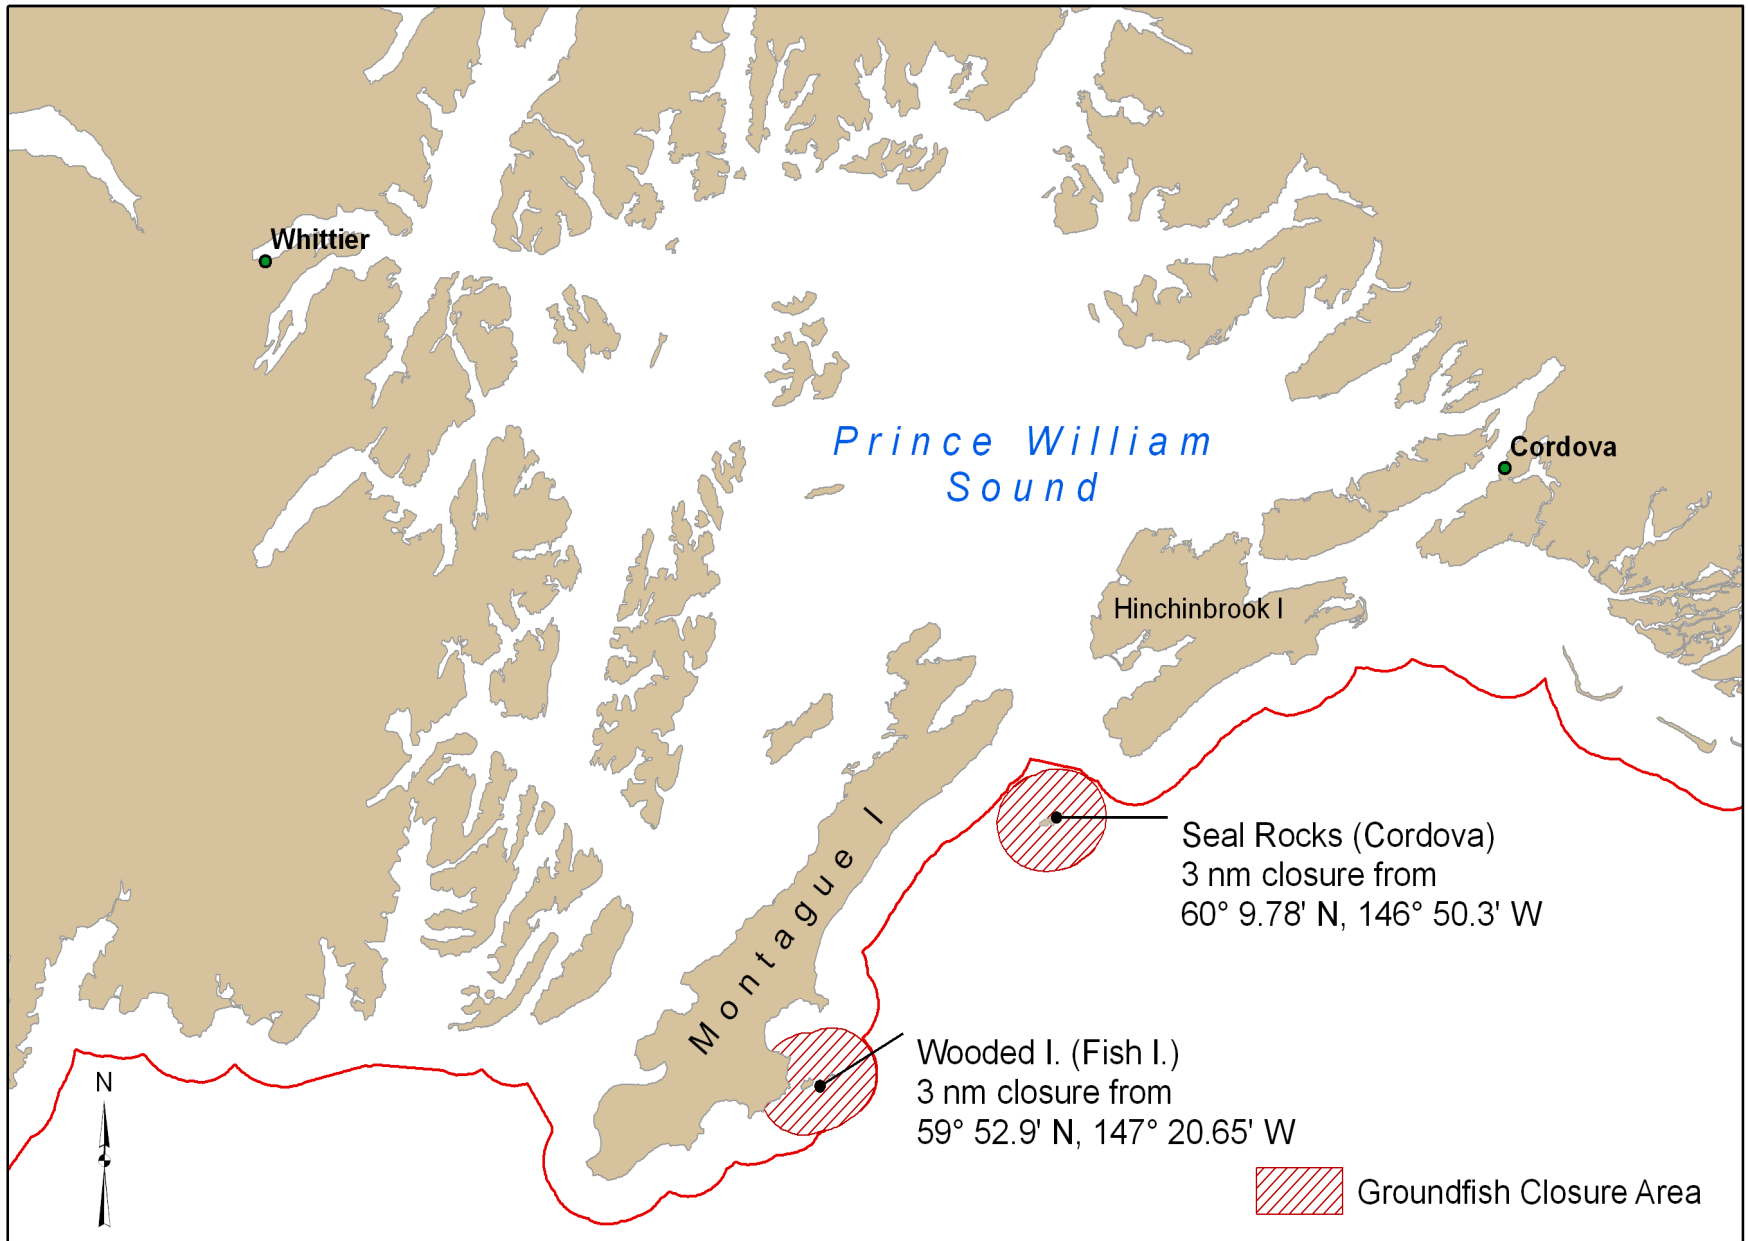 Whittier
Prince William
Sound
Cordova
Hinchinbrook I
Montague I
Seal Rocks (Cordova)
3 nm closure from
60° 9.78' N, 146° 50.3' W
Wooded I. (Fish I.)
3 nm closure from
59° 52.9' N, 147° 20.65' W
N
Groundfish Closure Area